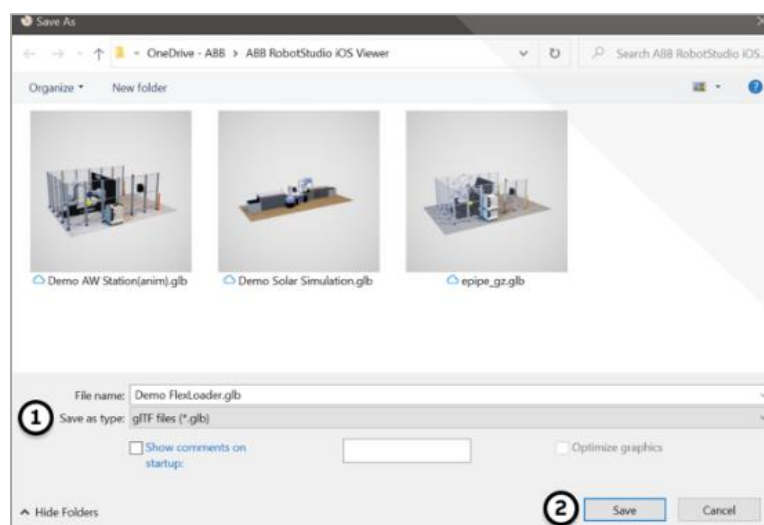 Save As
OneDrive - ABB > ABB RobotStudio iOS Viewer
Search ABB RobotStudio iOS...
Organize
New folder
Demo AW Station(anim).glb
Demo Solar Simulation.glb
epipe_gz.glb
File name: Demo FlexLoader.glb
1 Save as type: glTF files (*.glb)
Show comments on
startup:
Optimize graphics
Hide Folders
2 Save
Cancel